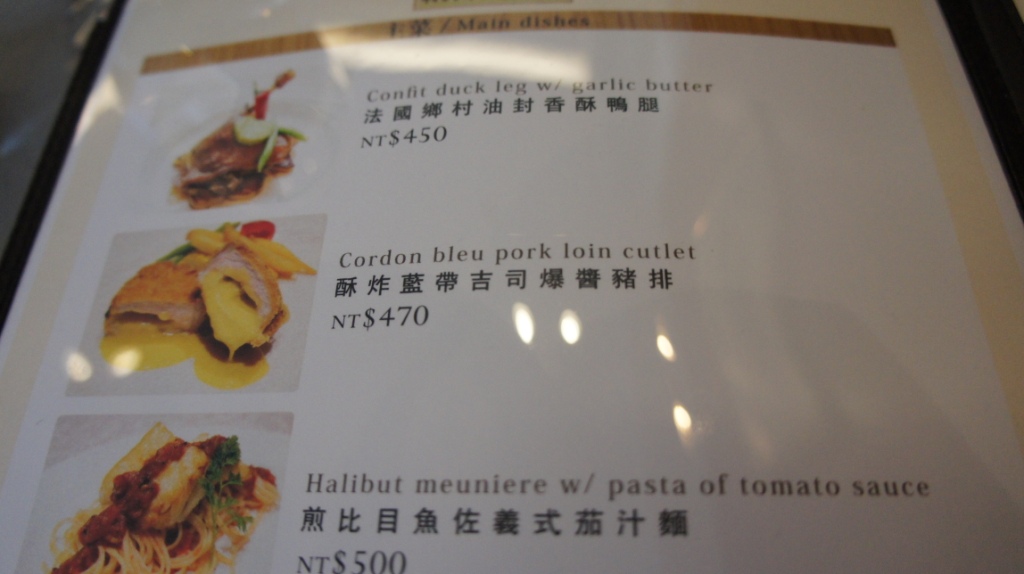 主菜 / Main dishes
Confit duck leg w/ garlic butter
法國鄉村油封香酥鴨腿
NT$450
Cordon bleu pork loin cutlet
酥炸藍帶吉司爆醬豬排
NT$470
Halibut meuniere w/ pasta of tomato sauce
煎比目魚佐義式茄汁麵
NT$500